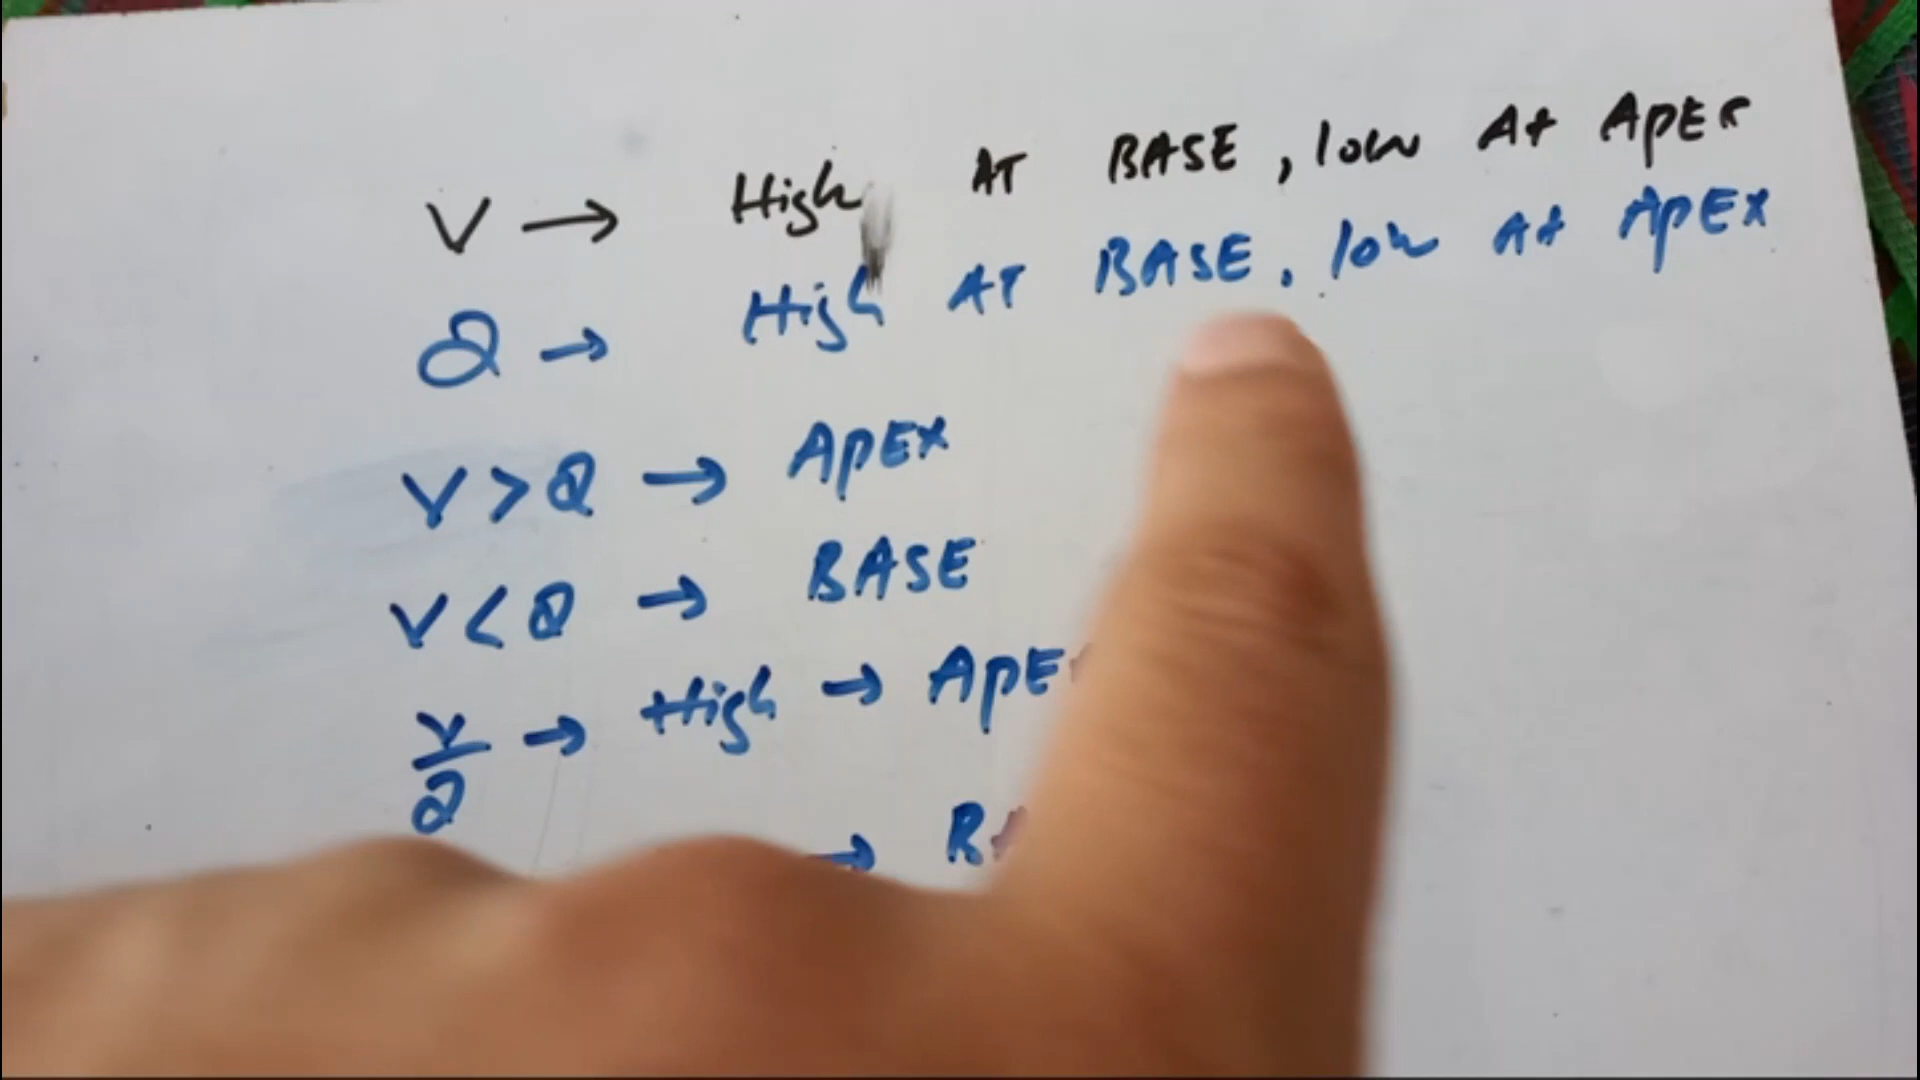 V → High AT BASE, low At APEX
Q → High AT BASE, low At APEX
V > Q → APEX
V < Q → BASE
V/Q → High → APE
→